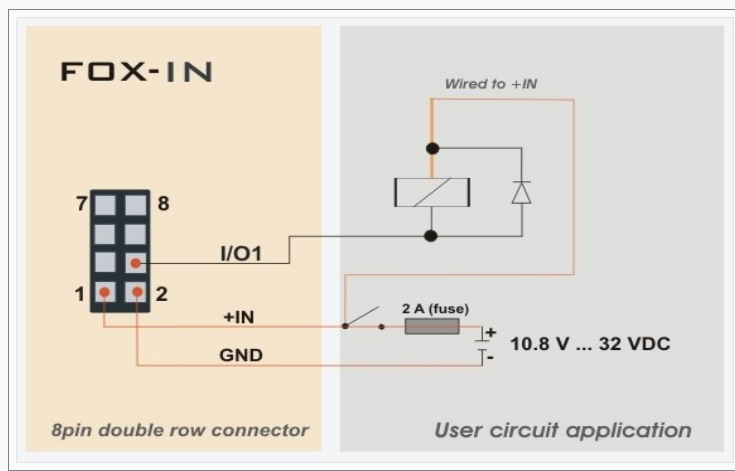 FOX-IN
Wired to +IN
7 8
I/O1
1 2
2 A (fuse)
+IN
+
10.8 V ... 32 VDC
-
GND
8pin double row connector
User circuit application